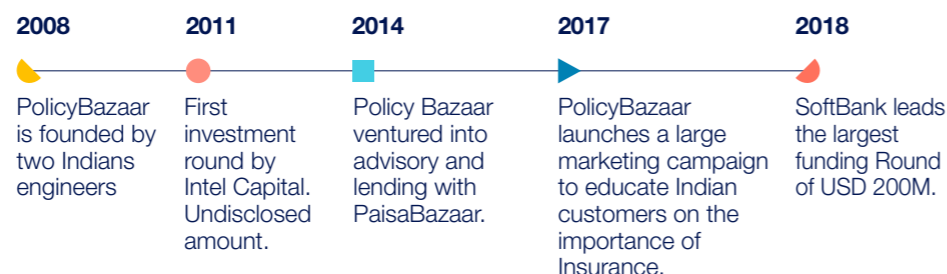 2008
PolicyBazaar
is founded by
two Indians
engineers
2011
First
investment
round by
Intel Capital.
Undisclosed
amount.
2014
Policy Bazaar
ventured into
advisory and
lending with
PaisaBazaar.
2017
PolicyBazaar
launches a large
marketing campaign
to educate Indian
customers on the
importance of
Insurance.
2018
SoftBank leads
the largest
funding Round
of USD 200M.